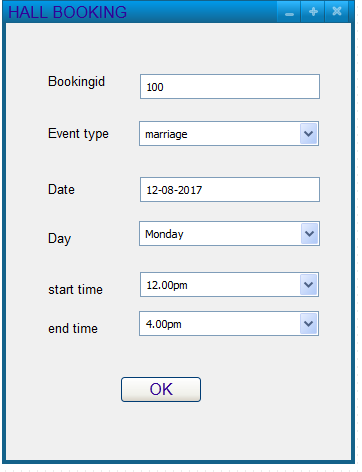 HALL BOOKING
Bookingid 100
Event type marriage
Date 12-08-2017
Day Monday
start time 12.00pm
end time 4.00pm
OK